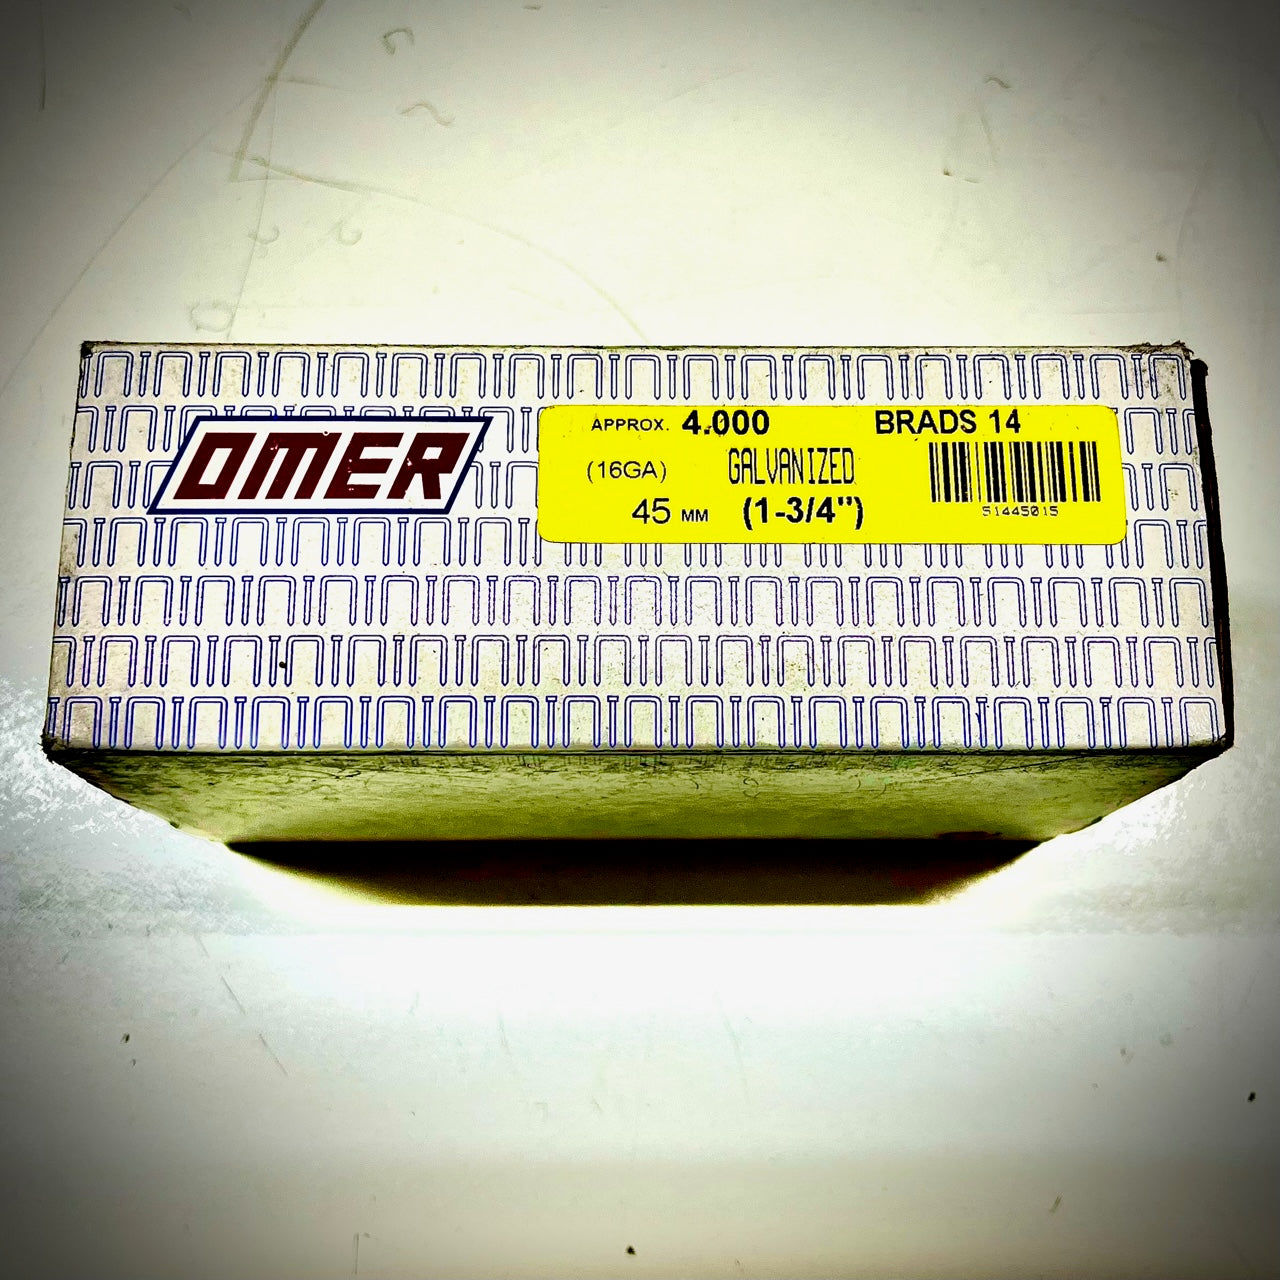 OMER
APPROX. 4.000 BRADS 14
(16GA) GALVANIZED
45 MM (1-3/4")
51445015